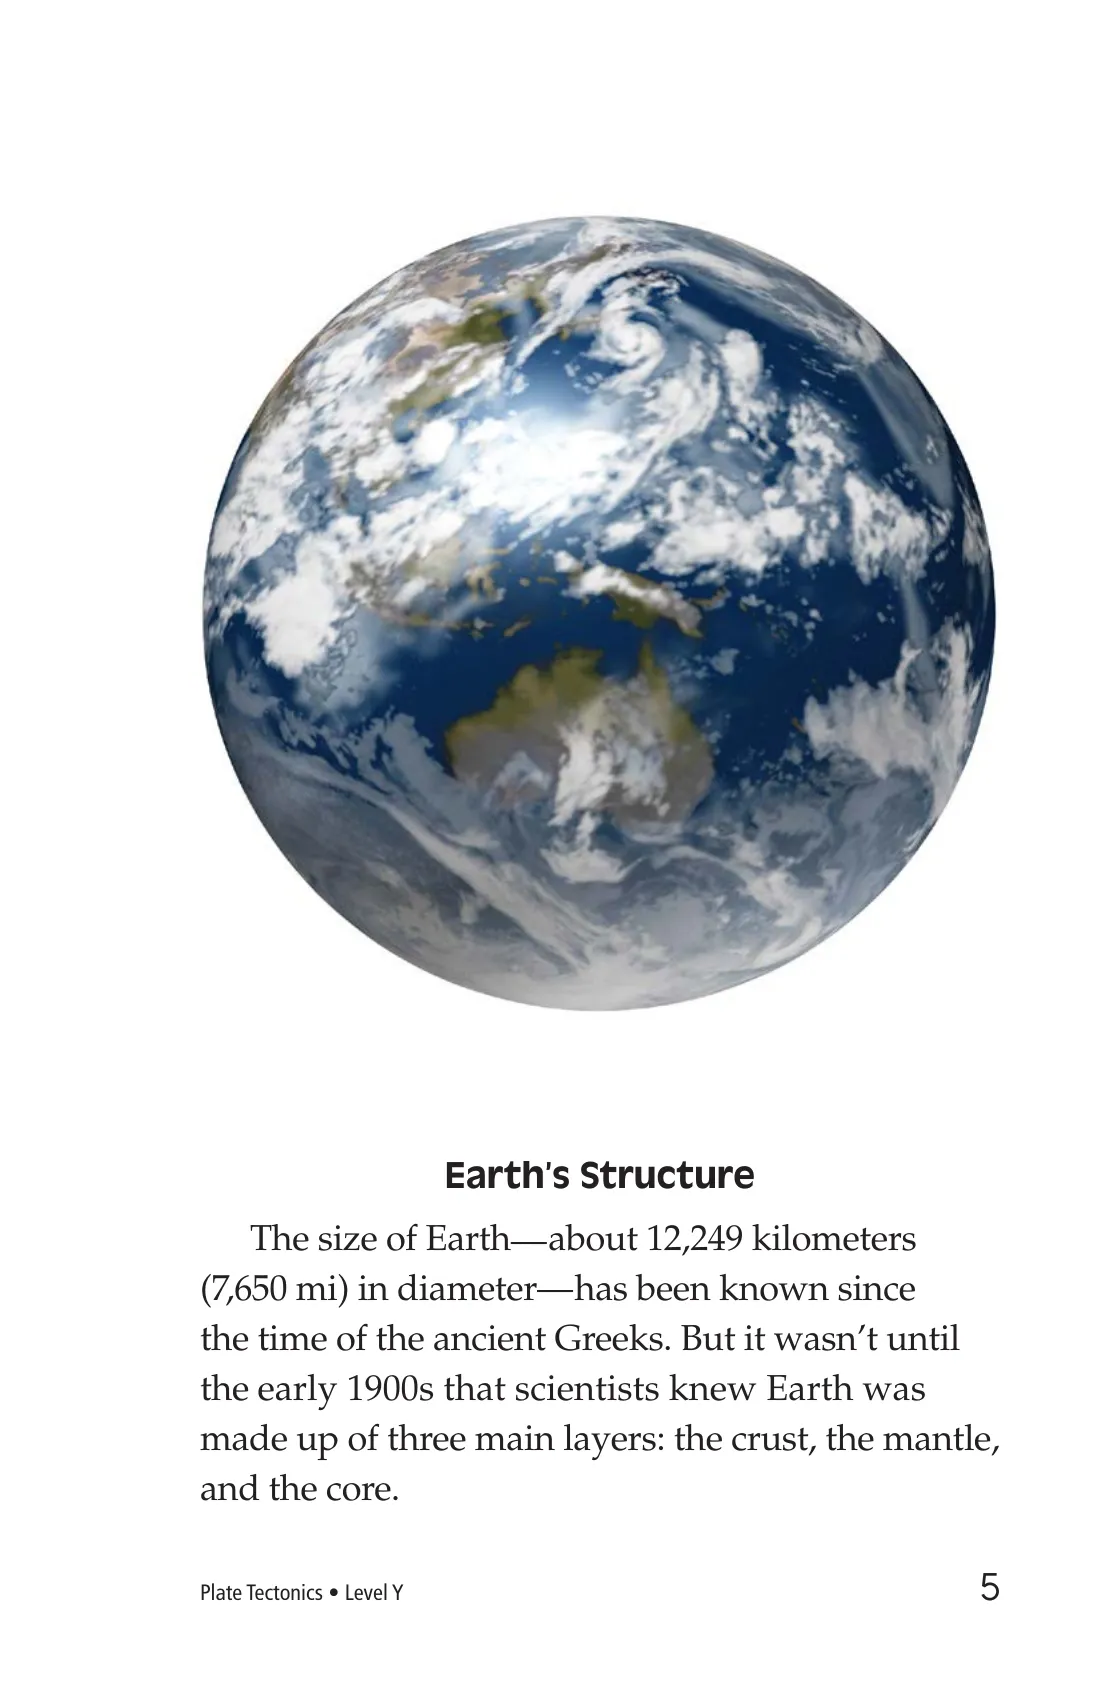 Earth's Structure
The size of Earth—about 12,249 kilometers
(7,650 mi) in diameter—has been known since
the time of the ancient Greeks. But it wasn’t until
the early 1900s that scientists knew Earth was
made up of three main layers: the crust, the mantle,
and the core.
Plate Tectonics • Level Y
5